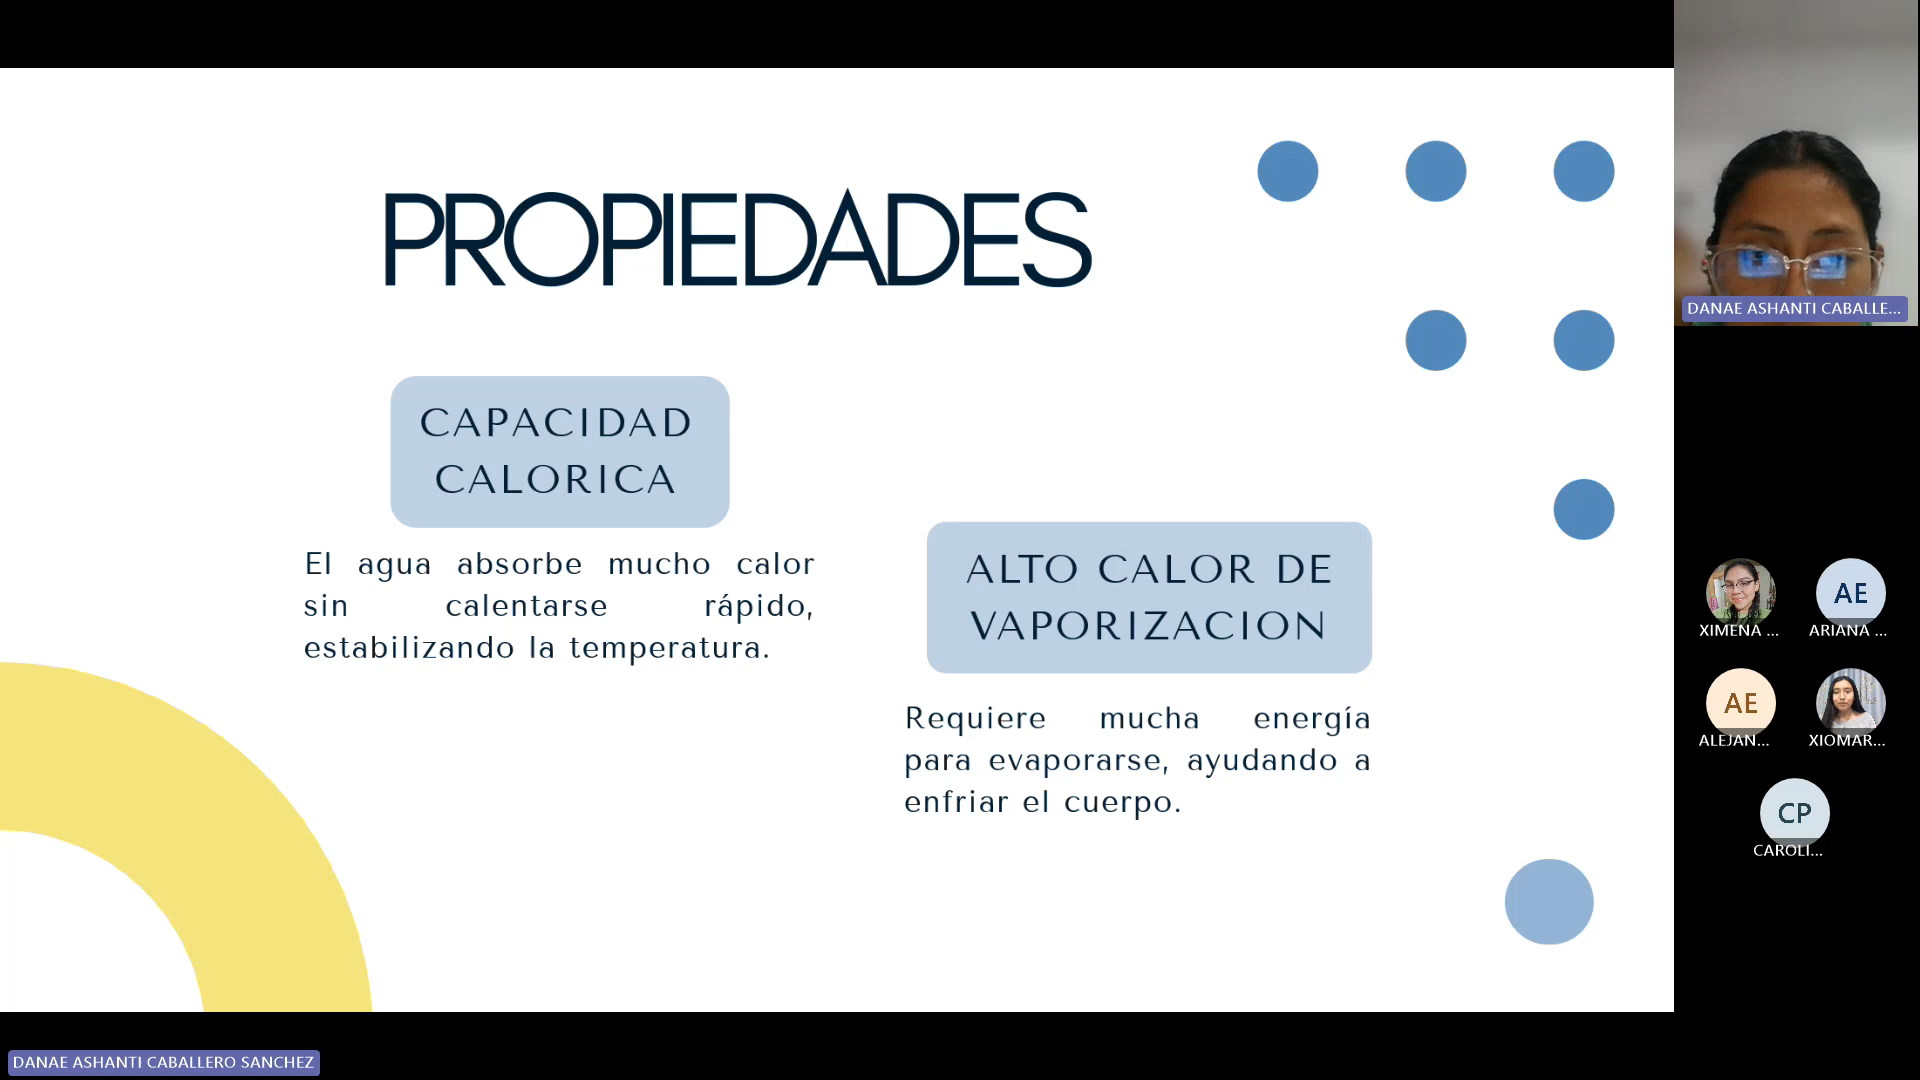 PROPIEDADES
CAPACIDAD
CALORICA
El agua absorbe mucho calor
sin calentarse rápido,
estabilizando la temperatura.
ALTO CALOR DE
VAPORIZACION
Requiere mucha energía
para evaporarse, ayudando a
enfriar el cuerpo.
DANAE ASHANTI CABALLE...
XIMENA ...
AE
ARIANA ...
AE
ALEJAN...
XIOMAR...
CP
CAROLI...
DANAE ASHANTI CABALLERO SANCHEZ